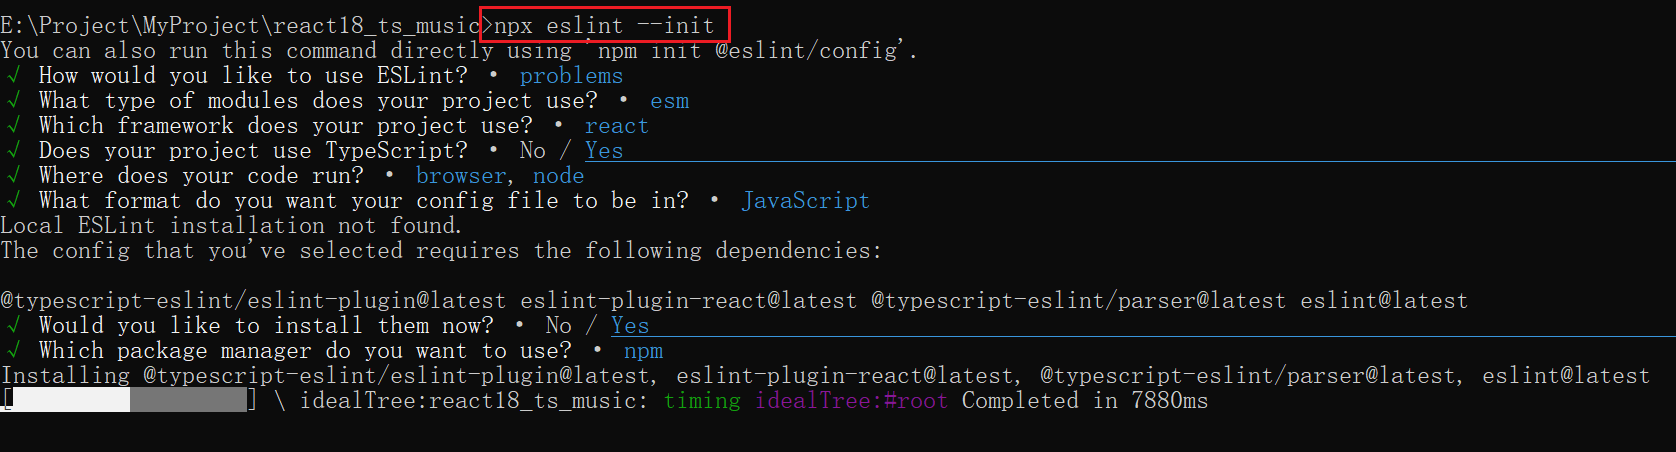 E:\Project\MyProject\react18_ts_music>npx eslint --init
You can also run this command directly using 'npm init @eslint/config'.
√ How would you like to use ESLint? · problems
√ What type of modules does your project use? · esm
√ Which framework does your project use? · react
√ Does your project use TypeScript? · No / Yes
√ Where does your code run? · browser, node
√ What format do you want your config file to be in? · JavaScript
Local ESLint installation not found.
The config that you've selected requires the following dependencies:
@typescript-eslint/eslint-plugin@latest eslint-plugin-react@latest @typescript-eslint/parser@latest eslint@latest
√ Would you like to install them now? · No / Yes
√ Which package manager do you want to use? · npm
Installing @typescript-eslint/eslint-plugin@latest, eslint-plugin-react@latest, @typescript-eslint/parser@latest, eslint@latest
[ ] \ idealTree:react18_ts_music: timing idealTree:#root Completed in 7880ms